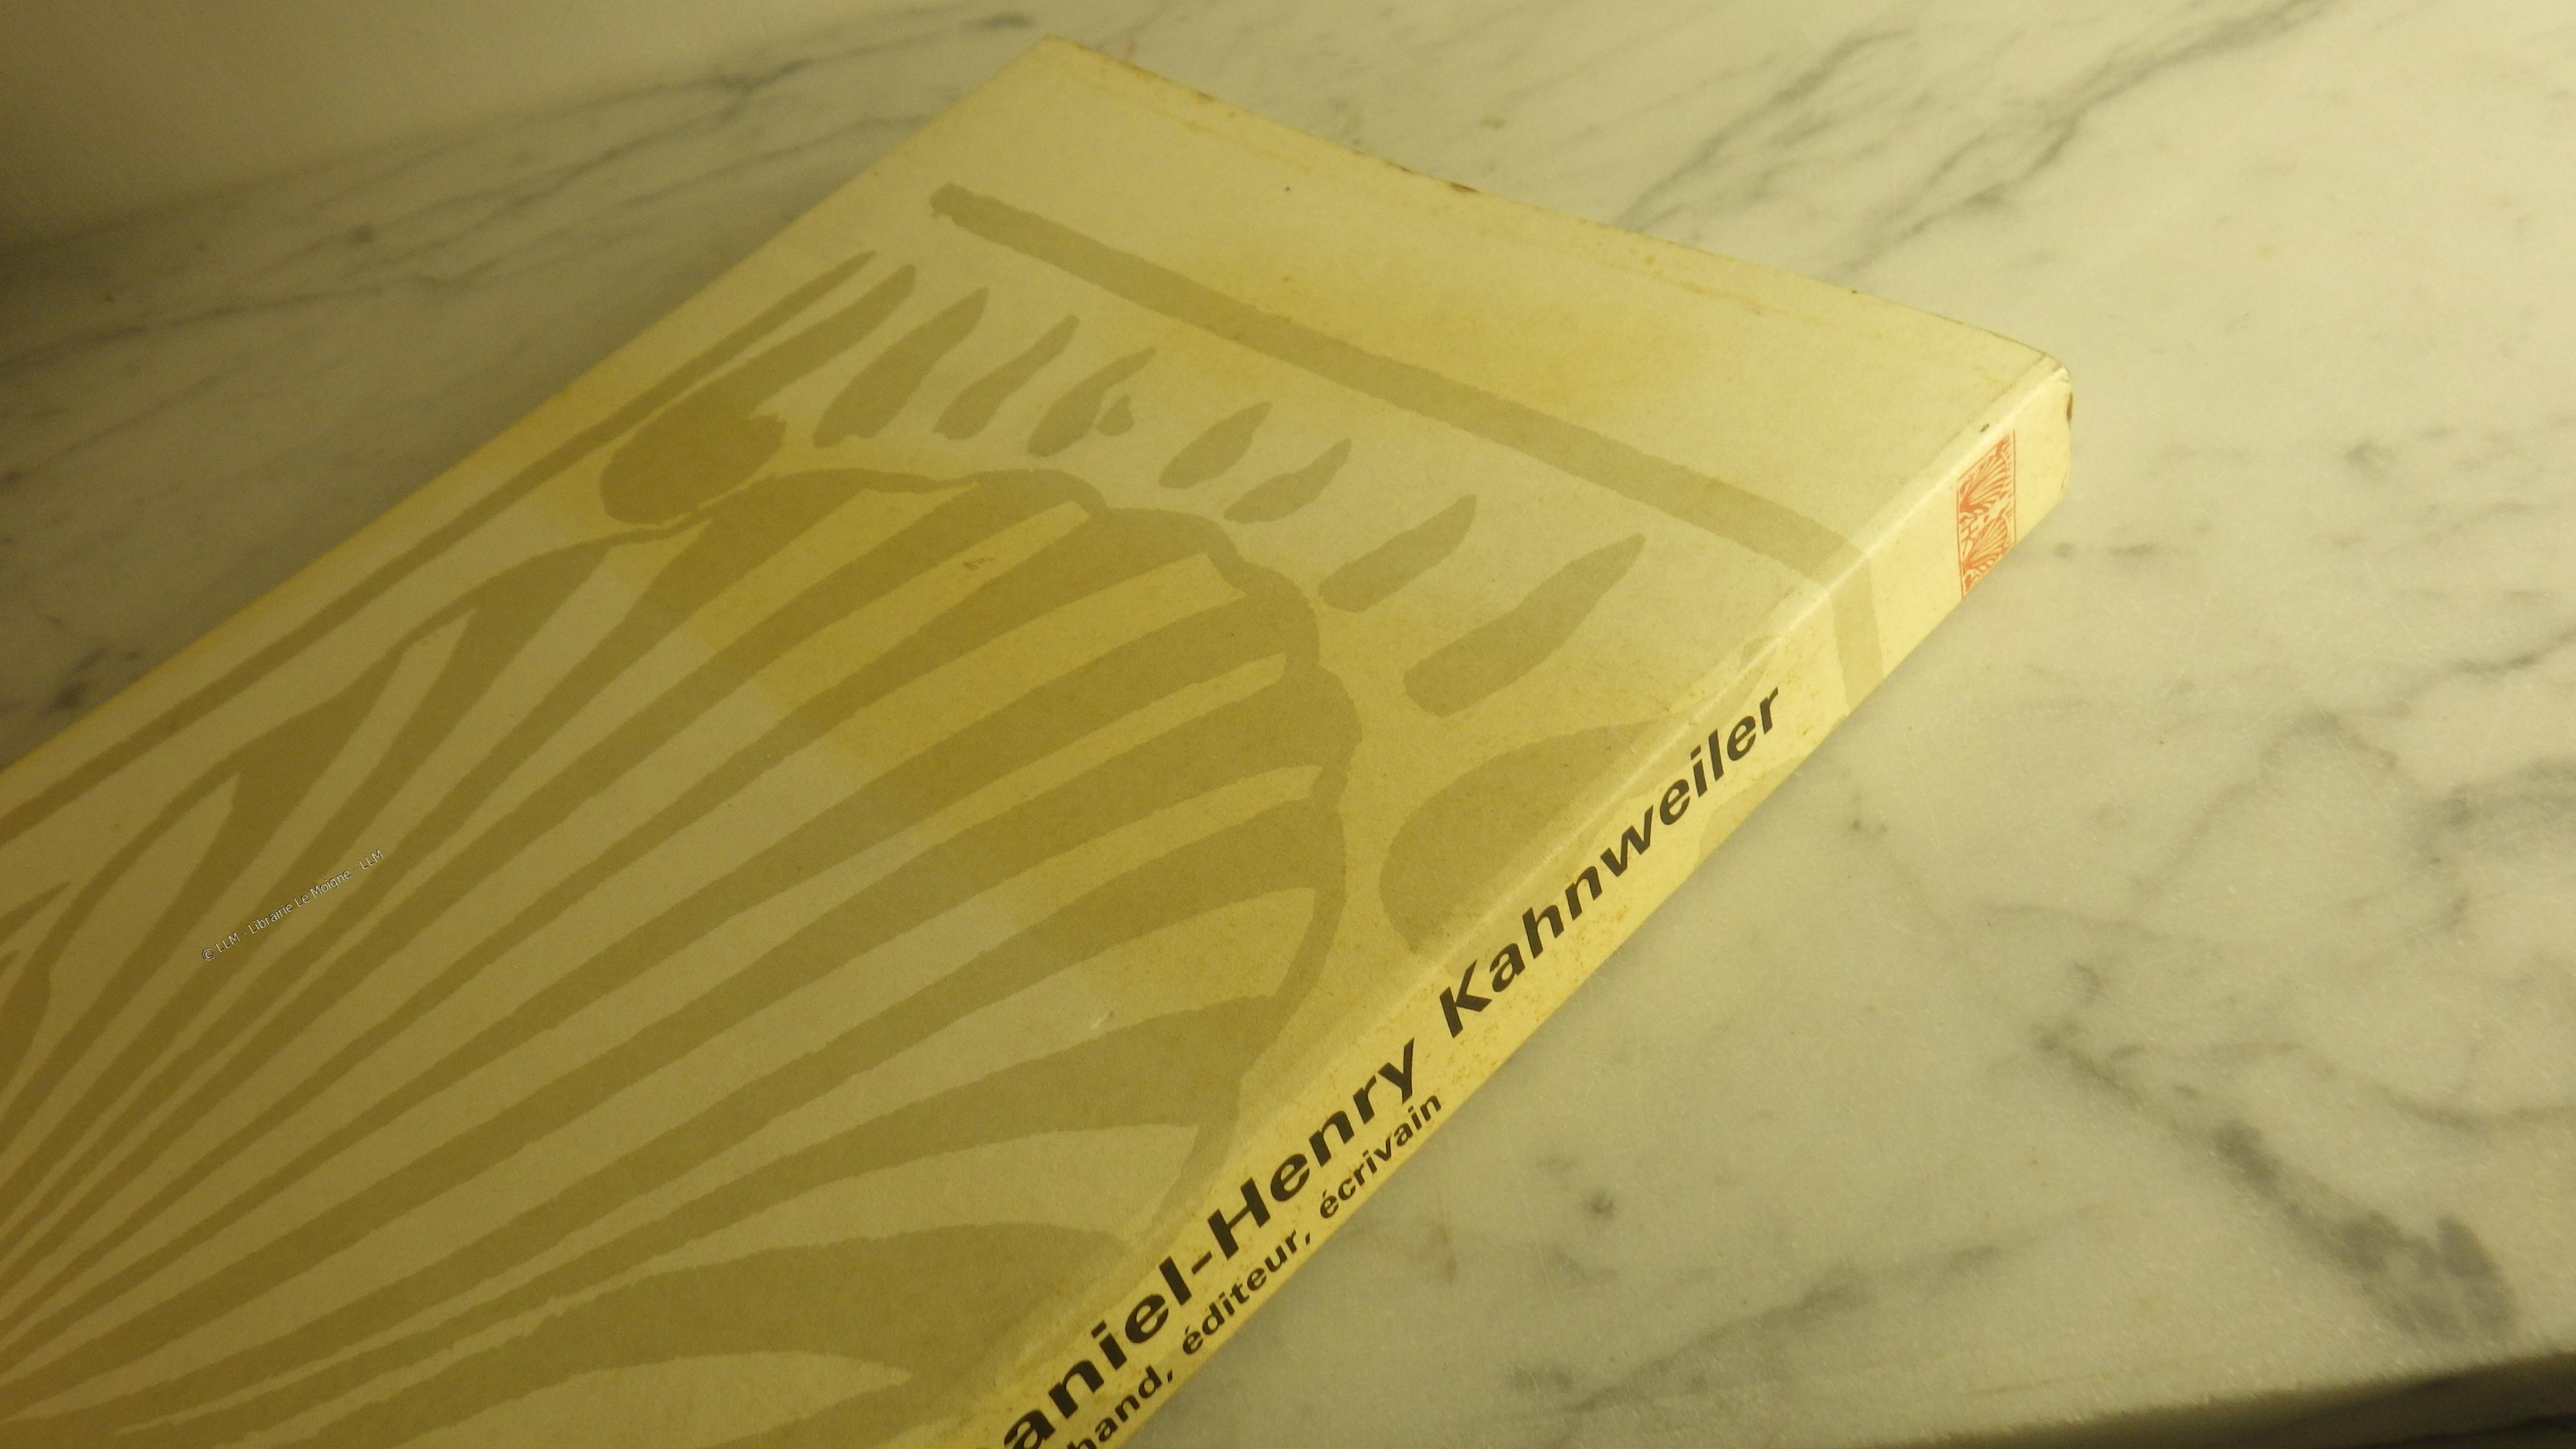 aniel-Henry Kahnweiler
hand, éditeur, écrivain
© LLM - Librairie Le Moigne - LLM